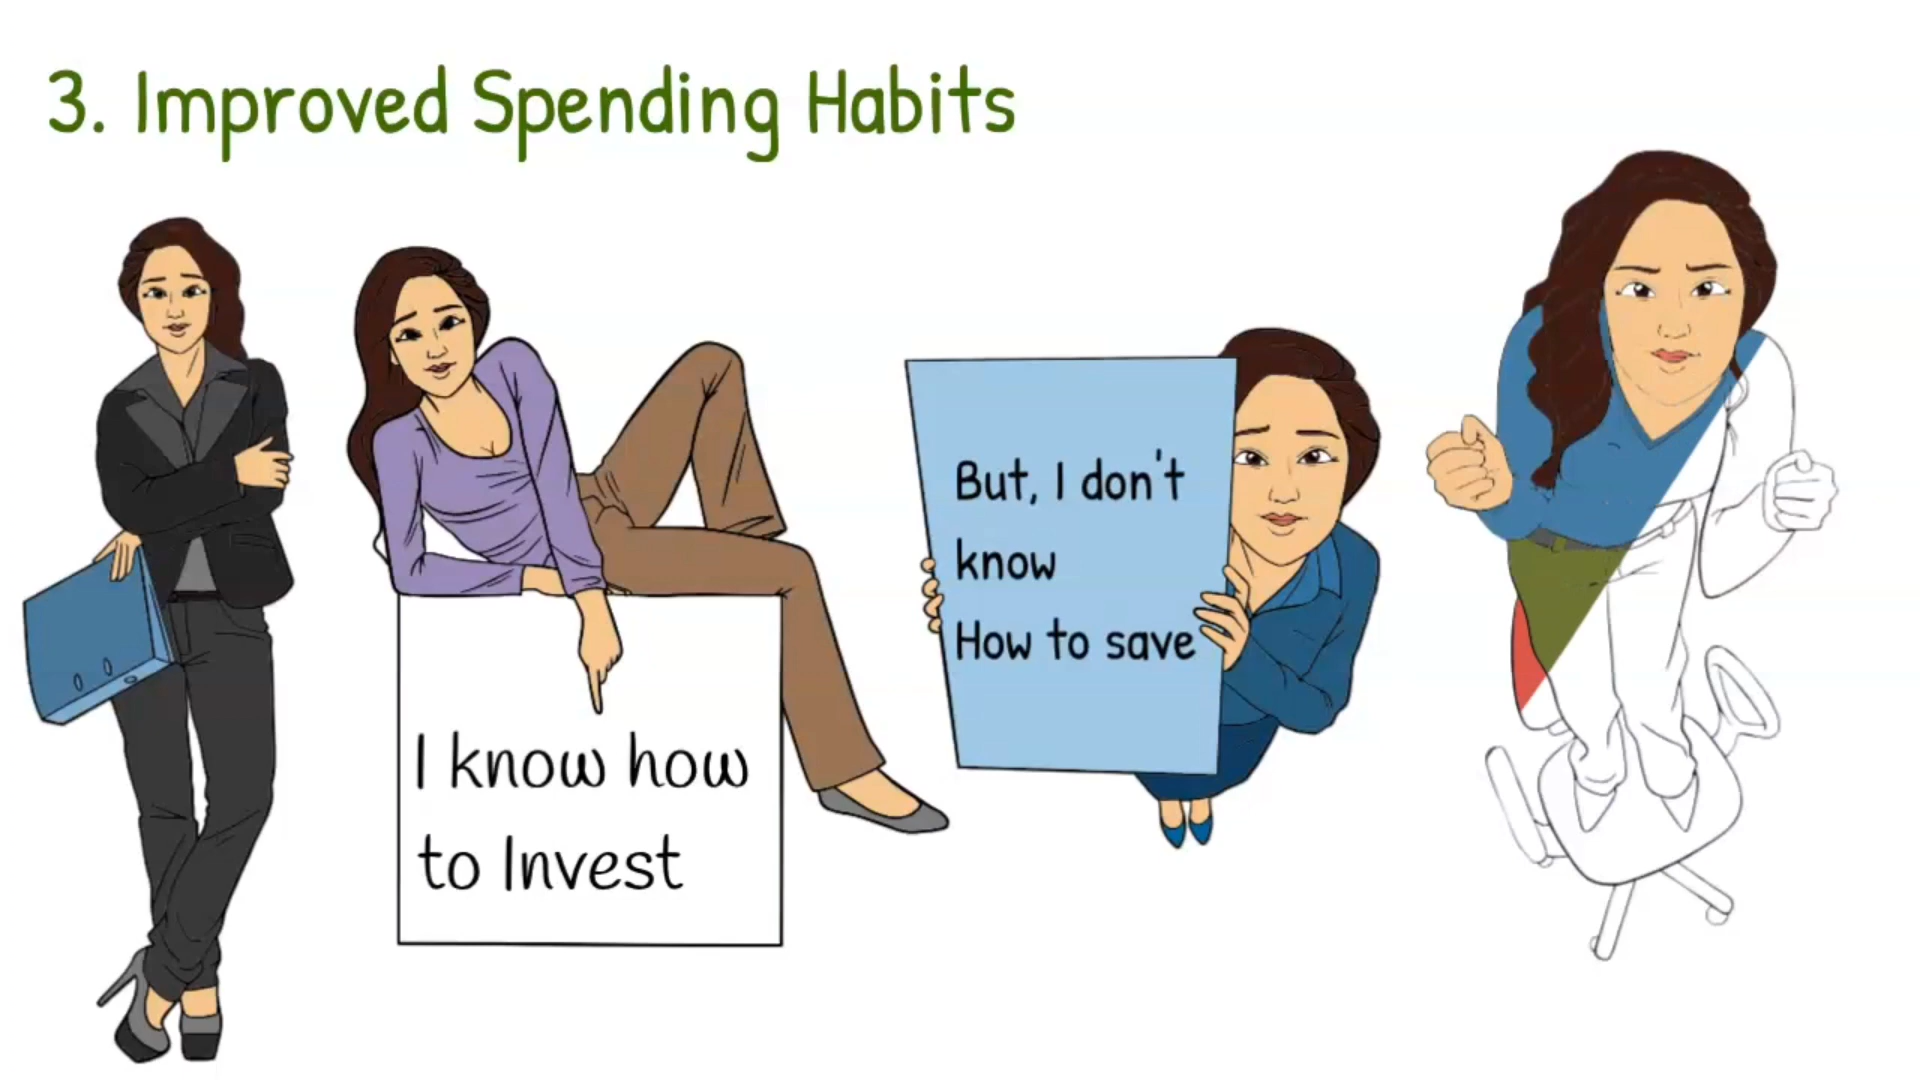 3. Improved Spending Habits
I know how
to Invest
But, I don't
know
How to save